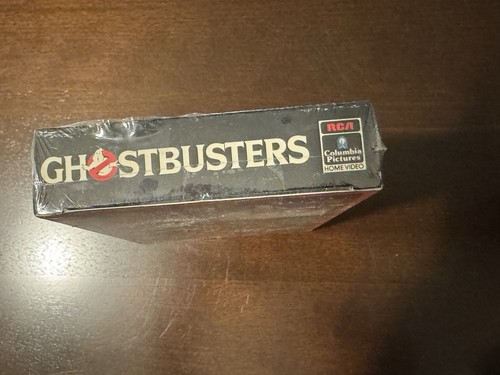 GHOSTBUSTERS
RCA
Columbia
Pictures
HOME VIDEO